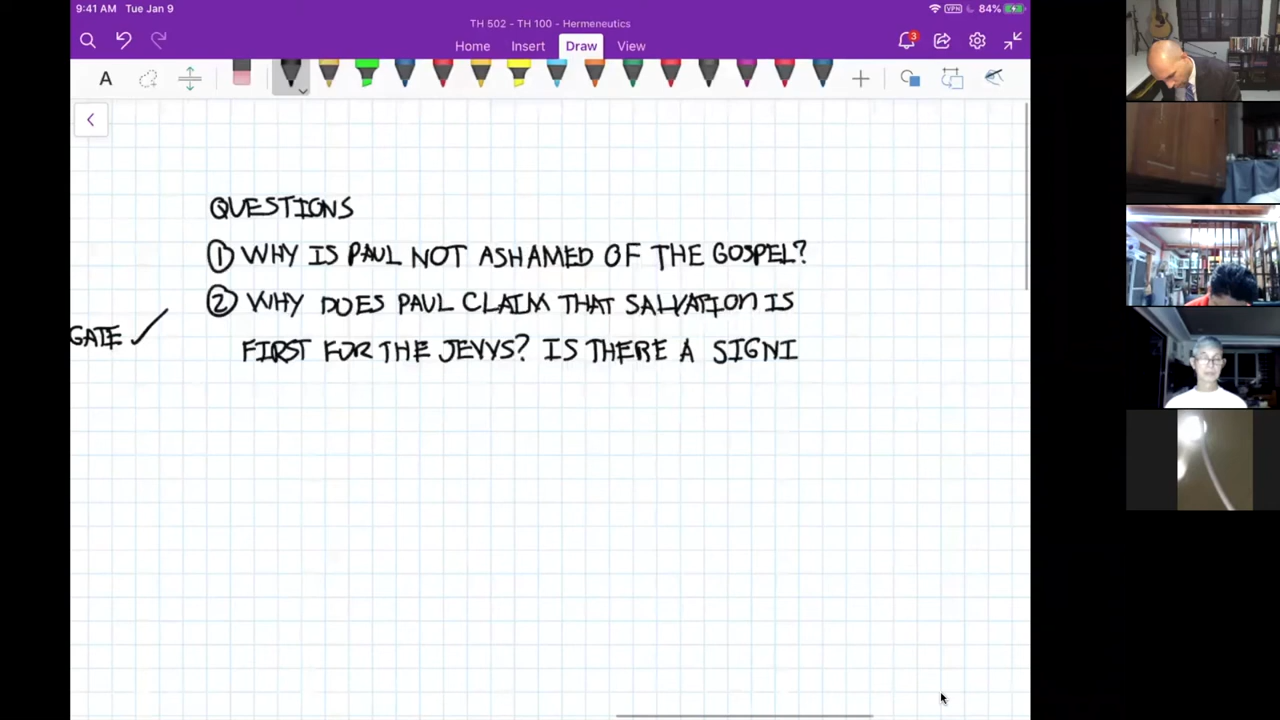 9:41 AM Tue Jan 9
VPN 84%
TH 502 - TH 100 - Hermeneutics
3
Home Insert Draw View
A
QUESTIONS
① WHY IS PAUL NOT ASHAMED OF THE GOSPEL?
② WHY DOES PAUL CLAIM THAT SALVATION IS
GATE ✓
FIRST FOR THE JEWS? IS THERE A SIGNI